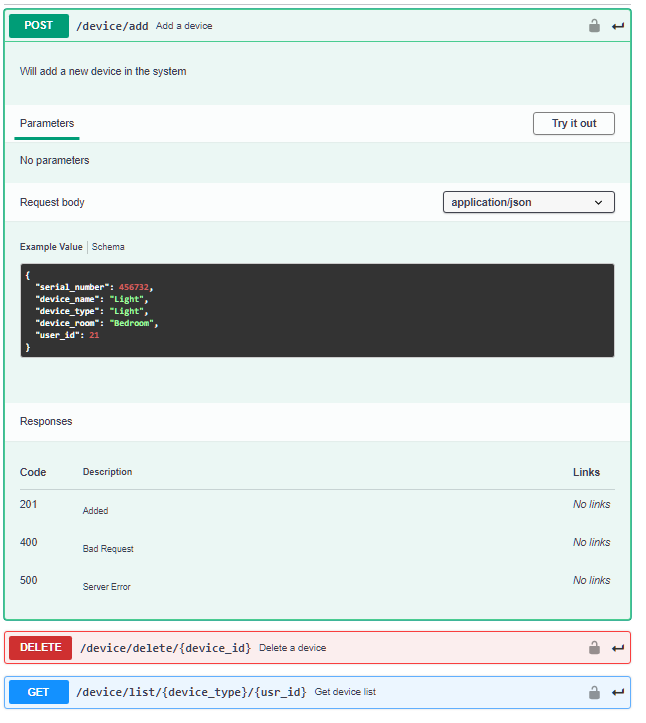 POST /device/add Add a device
Will add a new device in the system
Parameters Try it out
No parameters
Request body application/json
Example Value Schema
{
"serial_number": 456732,
"device_name": "Light",
"device_type": "Light",
"device_room": "Bedroom",
"user_id": 21
}
Responses
Code Description Links
201 Added No links
400 Bad Request No links
500 Server Error No links
DELETE /device/delete/{device_id} Delete a device
GET /device/list/{device_type}/{usr_id} Get device list